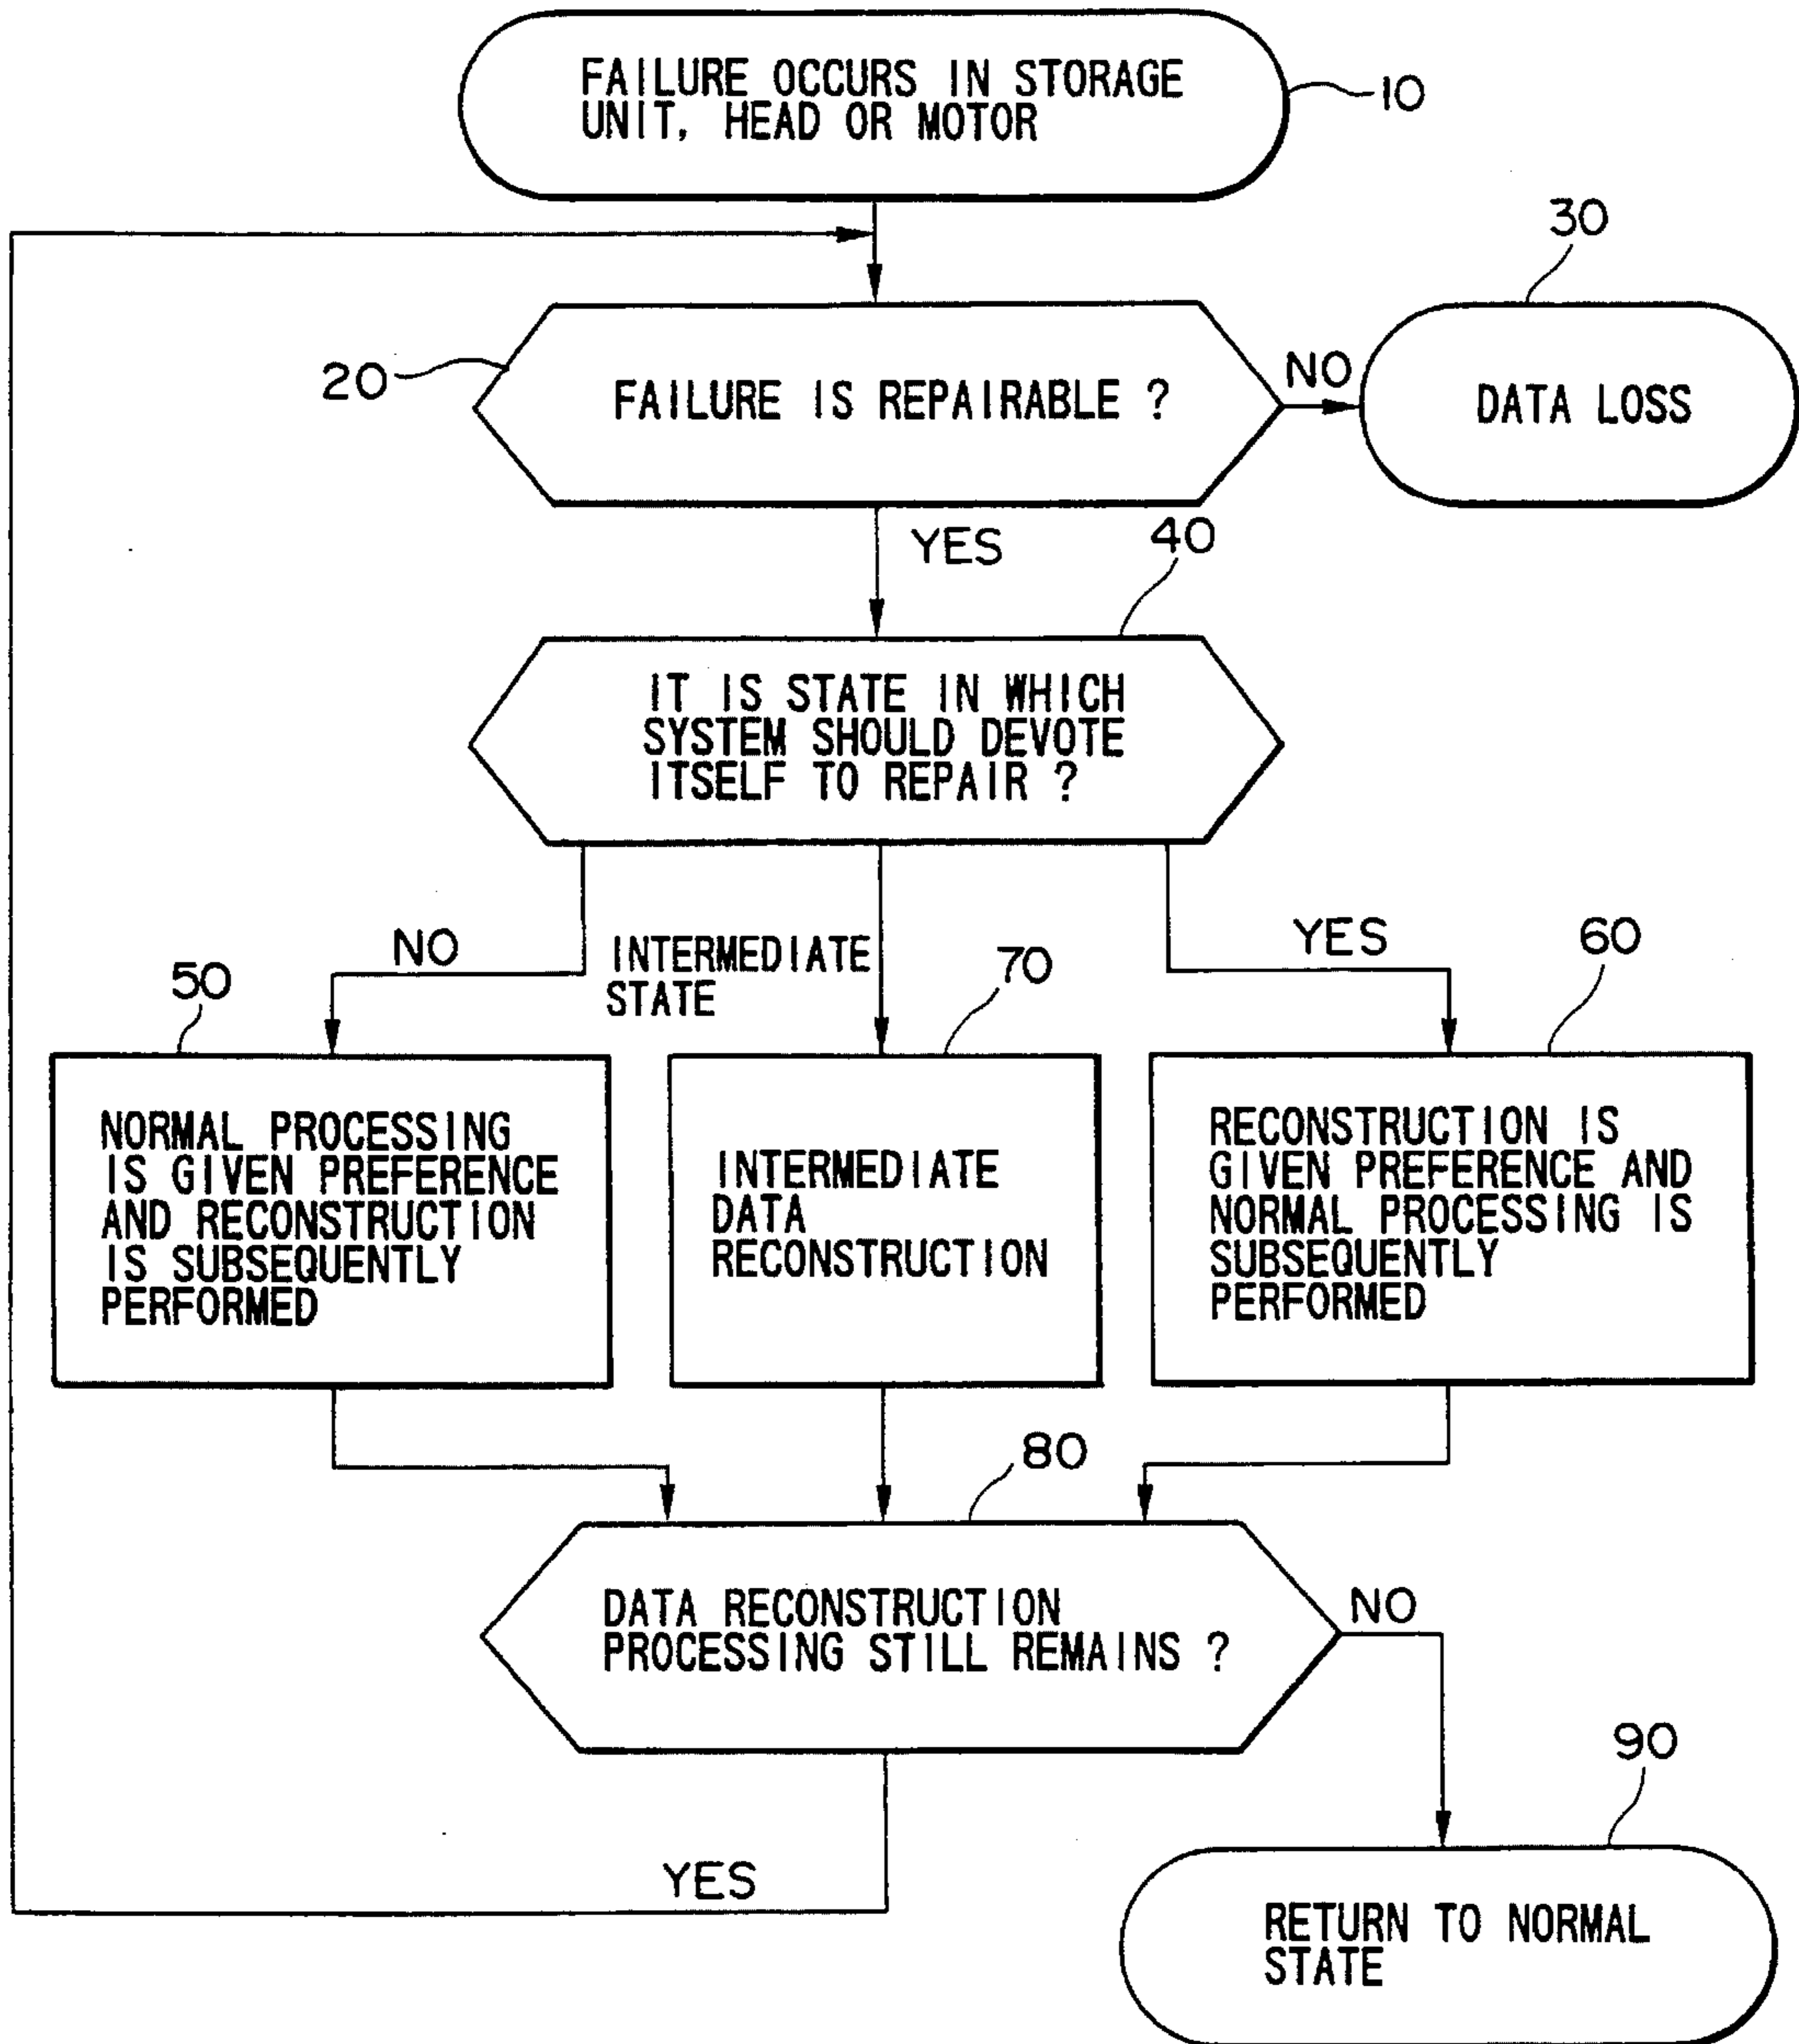 FAILURE OCCURS IN STORAGE
UNIT, HEAD OR MOTOR
10
30
20
FAILURE IS REPAIRABLE ?
NO
DATA LOSS
YES
40
IT IS STATE IN WHICH
SYSTEM SHOULD DEVOTE
ITSELF TO REPAIR ?
NO
INTERMEDIATE
STATE
YES
50
70
60
NORMAL PROCESSING
IS GIVEN PREFERENCE
AND RECONSTRUCTION
IS SUBSEQUENTLY
PERFORMED
INTERMEDIATE
DATA
RECONSTRUCTION
RECONSTRUCTION IS
GIVEN PREFERENCE AND
NORMAL PROCESSING IS
SUBSEQUENTLY
PERFORMED
80
DATA RECONSTRUCTION
PROCESSING STILL REMAINS ?
NO
YES
90
RETURN TO NORMAL
STATE